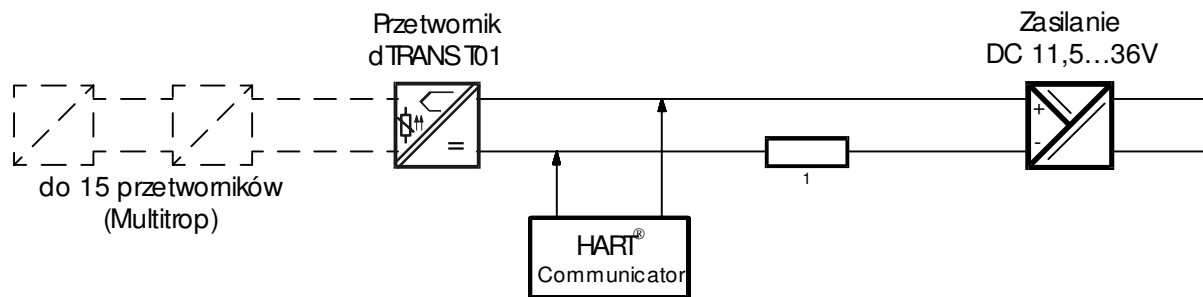 Przetwornik
dTRANS T01
Zasilanie
DC 11,5...36V
+
-
=
1
do 15 przetworników
(Multitrop)
HART®
Communicator